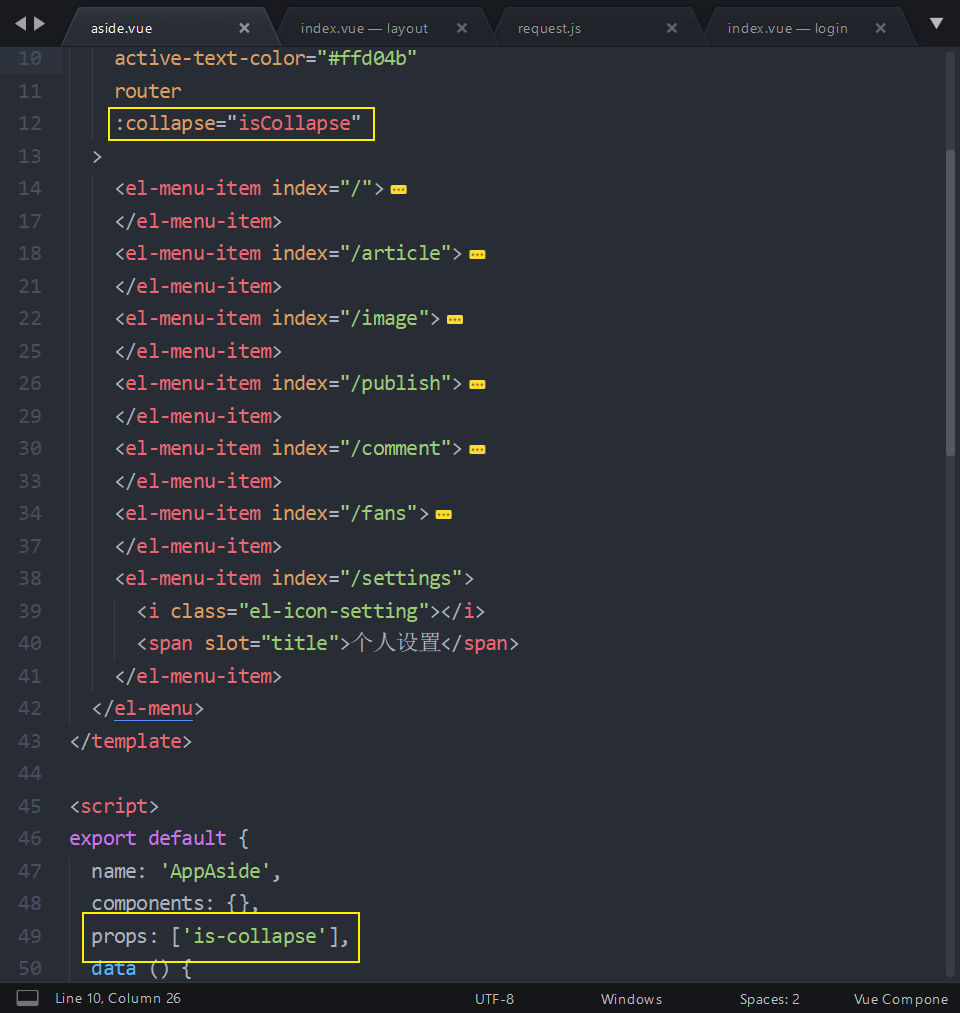 aside.vue
index.vue — layout
request.js
index.vue — login
10 active-text-color="#ffd04b"
11 router
12 :collapse="isCollapse"
13 >
14 <el-menu-item index="/">
17 </el-menu-item>
18 <el-menu-item index="/article">
21 </el-menu-item>
22 <el-menu-item index="/image">
25 </el-menu-item>
26 <el-menu-item index="/publish">
29 </el-menu-item>
30 <el-menu-item index="/comment">
33 </el-menu-item>
34 <el-menu-item index="/fans">
37 </el-menu-item>
38 <el-menu-item index="/settings">
39 <i class="el-icon-setting"></i>
40 <span slot="title">个人设置</span>
41 </el-menu-item>
42 </el-menu>
43 </template>
44
45 <script>
46 export default {
47 name: 'AppAside',
48 components: {},
49 props: ['is-collapse'],
50 data () {
Line 10, Column 26
UTF-8
Windows
Spaces: 2
Vue Compone